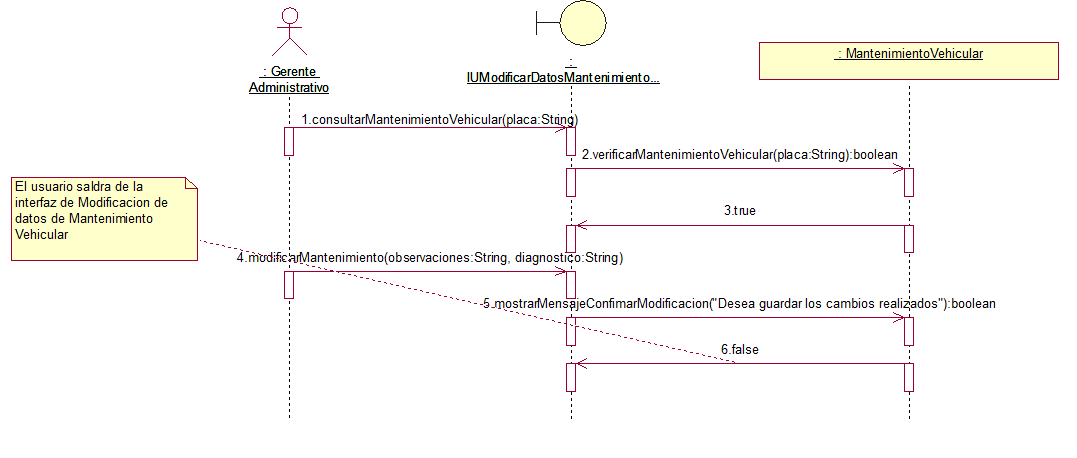 : Gerente
Administrativo
:
IUModificarDatosMantenimiento...
: MantenimientoVehicular
1.consultarMantenimientoVehicular(placa:String)
2.verificarMantenimientoVehicular(placa:String):boolean
El usuario saldra de la
interfaz de Modificacion de
datos de Mantenimiento
Vehicular
3.true
4.modificarMantenimiento(observaciones:String, diagnostico:String)
5.mostrarMensajeConfimarModificacion("Desea guardar los cambios realizados"):boolean
6.false